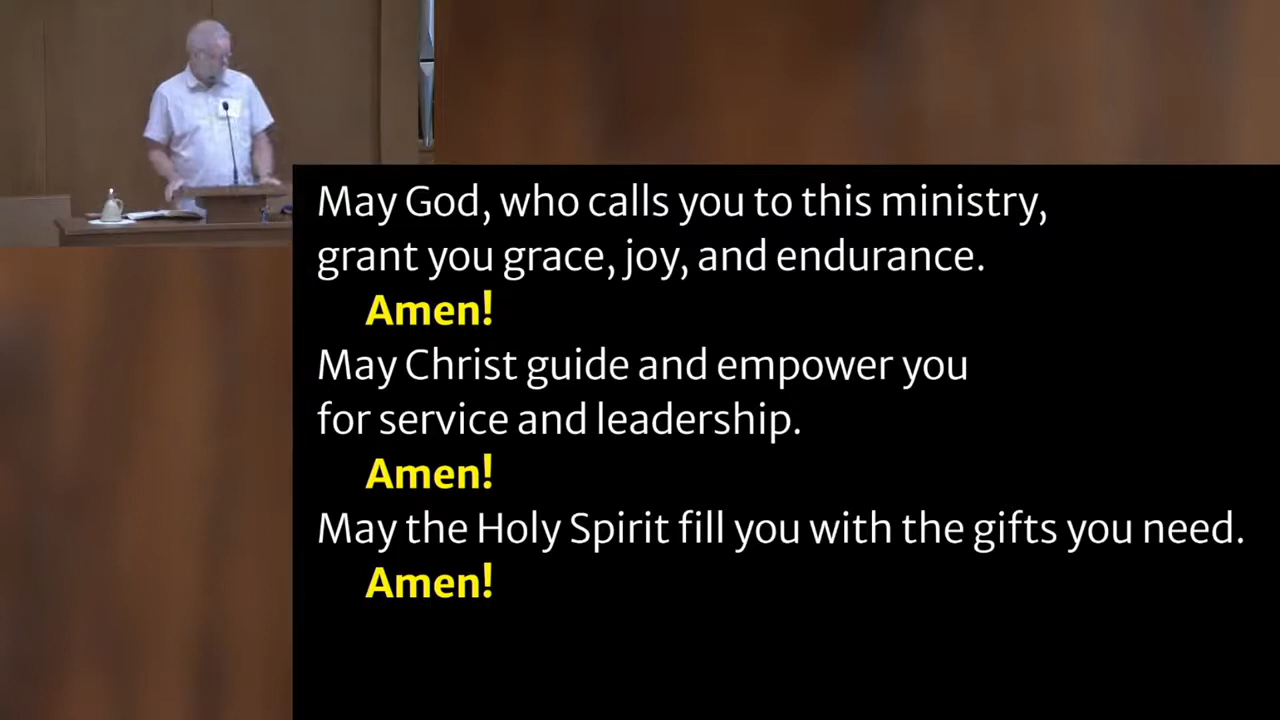 May God, who calls you to this ministry,
grant you grace, joy, and endurance.
Amen!
May Christ guide and empower you
for service and leadership.
Amen!
May the Holy Spirit fill you with the gifts you need.
Amen!